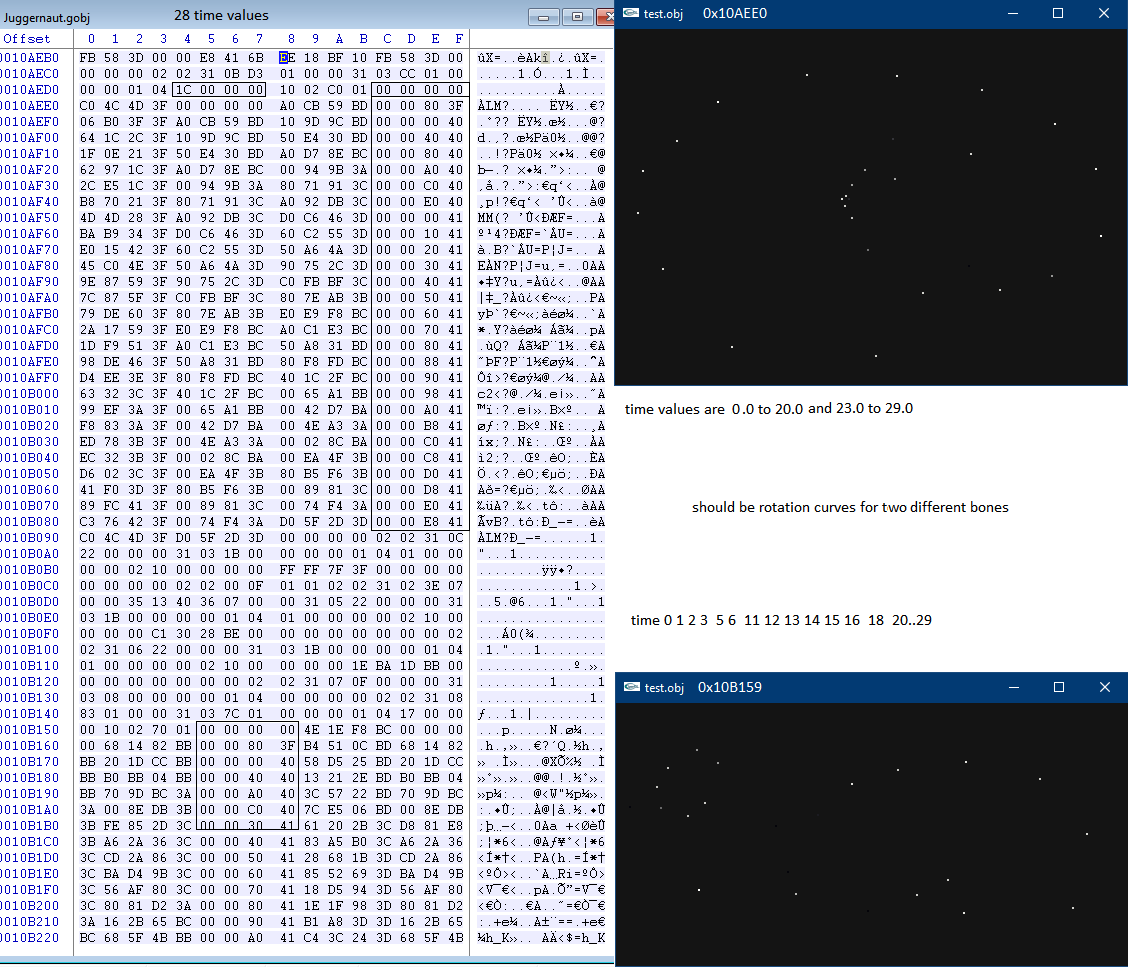 Juggernaut.gobj 28 time values
Offset 0 1 2 3 4 5 6 7 8 9 A B C D E F
0010AEB0 FB 58 3D 00 00 E8 41 6B EE 18 BF 10 FB 58 3D 00
0010AEC0 00 00 00 02 02 31 0B D3 01 00 00 31 03 CC 01 00
0010AED0 00 00 01 04 1C 00 00 00 10 02 C0 01 00 00 00 00
0010AEE0 C0 4C 4D 3F 00 00 00 00 A0 CB 59 BD 00 00 80 3F
0010AEF0 06 B0 3F 3F A0 CB 59 BD 10 9D 9C BD 00 00 00 40
0010AF00 64 1C 2C 3F 10 9D 9C BD 50 E4 30 BD 00 00 40 40
0010AF10 1F 0E 21 3F 50 E4 30 BD A0 D7 8E BC 00 00 80 40
0010AF20 62 97 1C 3F A0 D7 8E BC 00 94 9B 3A 00 00 A0 40
0010AF30 2C E5 1C 3F 00 94 9B 3A 80 71 91 3C 00 00 C0 40
0010AF40 B8 70 21 3F 80 71 91 3C A0 92 DB 3C 00 00 E0 40
0010AF50 4D 4D 28 3F A0 92 DB 3C D0 C6 46 3D 00 00 00 41
0010AF60 BA B9 34 3F D0 C6 46 3D 60 C2 55 3D 00 00 10 41
0010AF70 E0 15 42 3F 60 C2 55 3D 50 A6 4A 3D 00 00 20 41
0010AF80 45 C0 4E 3F 50 A6 4A 3D 90 75 2C 3D 00 00 30 41
0010AF90 9E 87 59 3F 90 75 2C 3D C0 FB BF 3C 00 00 40 41
0010AFA0 7C 87 5F 3F C0 FB BF 3C 80 7E AB 3B 00 00 50 41
0010AFB0 79 DE 60 3F 80 7E AB 3B E0 E9 F8 BC 00 00 60 41
0010AFC0 2A 17 59 3F E0 E9 F8 BC A0 C1 E3 BC 00 00 70 41
0010AFD0 1D F9 51 3F A0 C1 E3 BC 50 A8 31 BD 00 00 80 41
0010AFE0 98 DE 46 3F 50 A8 31 BD 80 F8 FD BC 00 00 88 41
0010AFF0 D4 EE 3E 3F 80 F8 FD BC 40 1C 2F BC 00 00 90 41
0010B000 63 32 3C 3F 40 1C 2F BC 00 65 A1 BB 00 00 98 41
0010B010 99 EF 3A 3F 00 65 A1 BB 00 42 D7 BA 00 00 A0 41
0010B020 F8 83 3A 3F 00 42 D7 BA 00 4E A3 3A 00 00 B8 41
0010B030 ED 78 3B 3F 00 4E A3 3A 00 02 8C BA 00 00 C0 41
0010B040 EC 32 3B 3F 00 02 8C BA 00 EA 4F 3B 00 00 C8 41
0010B050 D6 02 3C 3F 00 EA 4F 3B 80 B5 F6 3B 00 00 D0 41
0010B060 41 F0 3D 3F 80 B5 F6 3B 00 89 81 3C 00 00 D8 41
0010B070 89 FC 41 3F 00 89 81 3C 00 74 F4 3A 00 00 E0 41
0010B080 C3 76 42 3F 00 74 F4 3A D0 5F 2D 3D 00 00 E8 41
0010B090 C0 4C 4D 3F D0 5F 2D 3D 00 00 00 00 02 02 31 0C
0010B0A0 22 00 00 00 31 03 1B 00 00 00 00 01 04 01 00 00
0010B0B0 00 00 00 02 10 00 00 00 FF FF 7F 3F 00 00 00 00
0010B0C0 00 00 00 00 02 02 00 0F 01 01 02 02 31 02 3E 07
0010B0D0 00 00 35 13 40 36 07 00 00 31 05 22 00 00 00 31
0010B0E0 03 1B 00 00 00 00 01 04 01 00 00 00 00 02 10 00
0010B0F0 00 00 00 C1 30 28 BE 00 00 00 00 00 00 00 00 02
0010B100 02 31 06 22 00 00 00 31 03 1B 00 00 00 00 01 04
0010B110 01 00 00 00 00 02 10 00 00 00 00 1E BA 1D BB 00
0010B120 00 00 00 00 00 00 00 02 02 31 07 0F 00 00 00 31
0010B130 03 08 00 00 00 00 01 04 00 00 00 00 02 02 31 08
0010B140 83 01 00 00 31 03 7C 01 00 00 00 01 04 17 00 00
0010B150 00 10 02 70 01 00 00 00 00 4E 1E F8 BC 00 00 00
0010B160 00 68 14 82 BB 00 00 80 3F B4 51 0C BD 68 14 82
0010B170 BB 20 1D CC BB 00 00 00 40 58 D5 25 BD 20 1D CC
0010B180 BB B0 BB 04 BB 00 00 40 40 13 21 2E BD B0 BB 04
0010B190 BB 70 9D BC 3A 00 00 A0 40 3C 57 22 BD 70 9D BC
0010B1A0 3A 00 8E DB 3B 00 00 C0 40 7C E5 06 BD 00 8E DB
0010B1B0 3B FE 85 2D 3C 00 00 30 41 61 20 2B 3C D8 81 E8
0010B1C0 3B A6 2A 36 3C 00 00 40 41 83 A5 B0 3C A6 2A 36
0010B1D0 3C CD 2A 86 3C 00 00 50 41 28 68 1B 3D CD 2A 86
0010B1E0 3C BA D4 9B 3C 00 00 60 41 85 52 69 3D BA D4 9B
0010B1F0 3C 56 AF 80 3C 00 00 70 41 18 D5 94 3D 56 AF 80
0010B200 3C 80 81 D2 3A 00 00 80 41 1E 1F 98 3D 80 81 D2
0010B210 3A 16 2B 65 BC 00 00 90 41 B1 A8 3D 3D 16 2B 65
0010B220 BC 68 5F 4B BB 00 00 A0 41 C4 3C 24 3D 68 5F 4B
test.obj 0x10AEE0
time values are 0.0 to 20.0 and 23.0 to 29.0
should be rotation curves for two different bones
time 0 1 2 3 5 6 11 12 13 14 15 16 18 20..29
test.obj 0x10B159